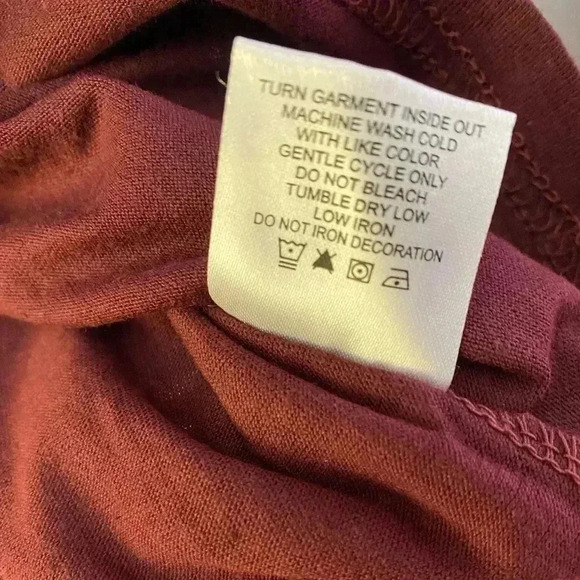 TURN GARMENT INSIDE OUT
MACHINE WASH COLD
WITH LIKE COLOR
GENTLE CYCLE ONLY
DO NOT BLEACH
TUMBLE DRY LOW
LOW IRON
DO NOT IRON DECORATION